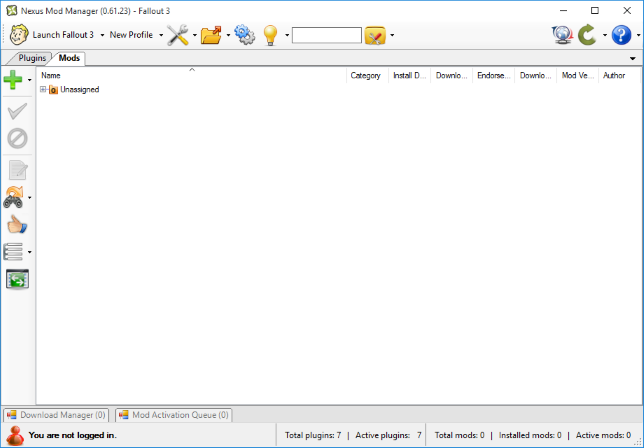 Nexus Mod Manager (0.61.23) - Fallout 3
Launch Fallout 3 New Profile
Plugins Mods
Name Category Install D... Downlo... Endorse... Downlo... Mod Ve... Author
Unassigned
Download Manager (0) Mod Activation Queue (0)
You are not logged in. Total plugins: 7 | Active plugins: 7 Total mods: 0 | Installed mods: 0 | Active mods: 0